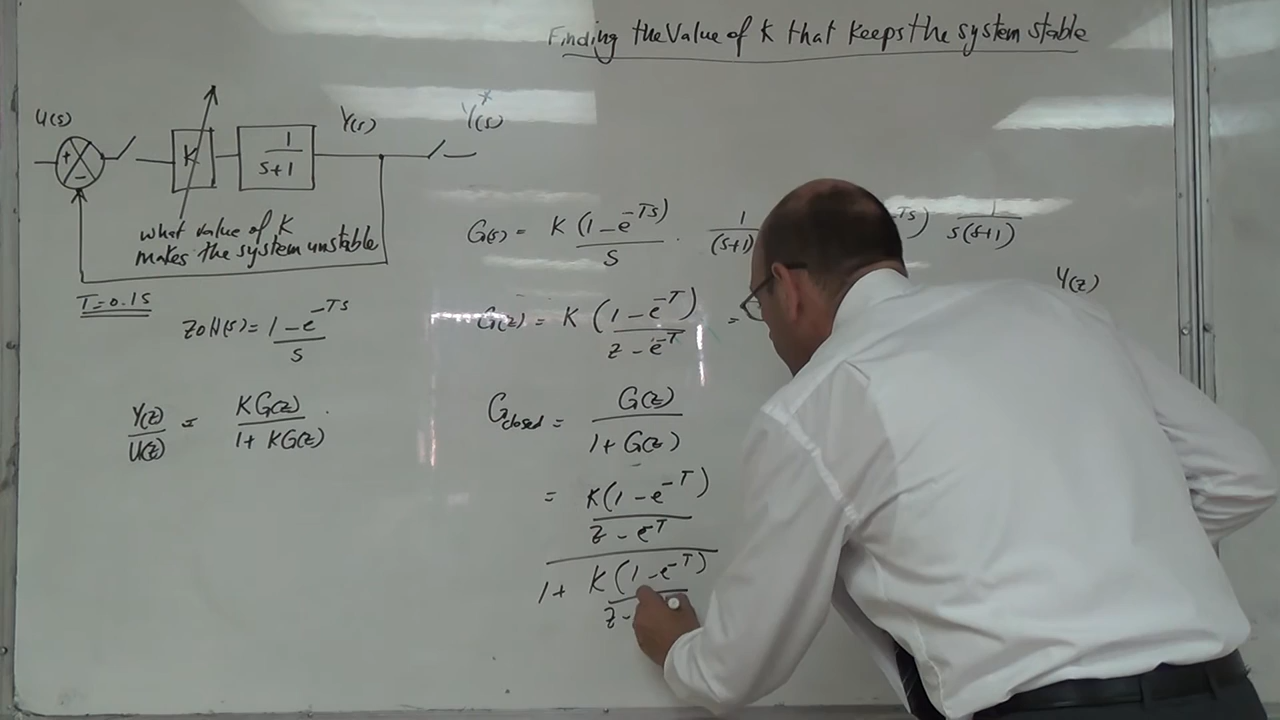 Finding the Value of K that keeps the system stable
U(s)
Y(s)
Y*(s)
+
-
K
1/(s+1)
what value of K
makes the system unstable
T=0.1s
ZOH(s) = (1-e^-Ts)/s
Y(z)/U(z) = KG(z)/(1+KG(z))
G(s) = K(1-e^-Ts)/s · 1/(s+1)
Ts) 1/(s(s+1))
Y(z)
G(z) = K(1-e^-T)/(z-e^-T) =
Gclosed = G(z)/(1+G(z))
= K(1-e^-T)/(z-e^T)
1+ K(1-e^-T)/(z-